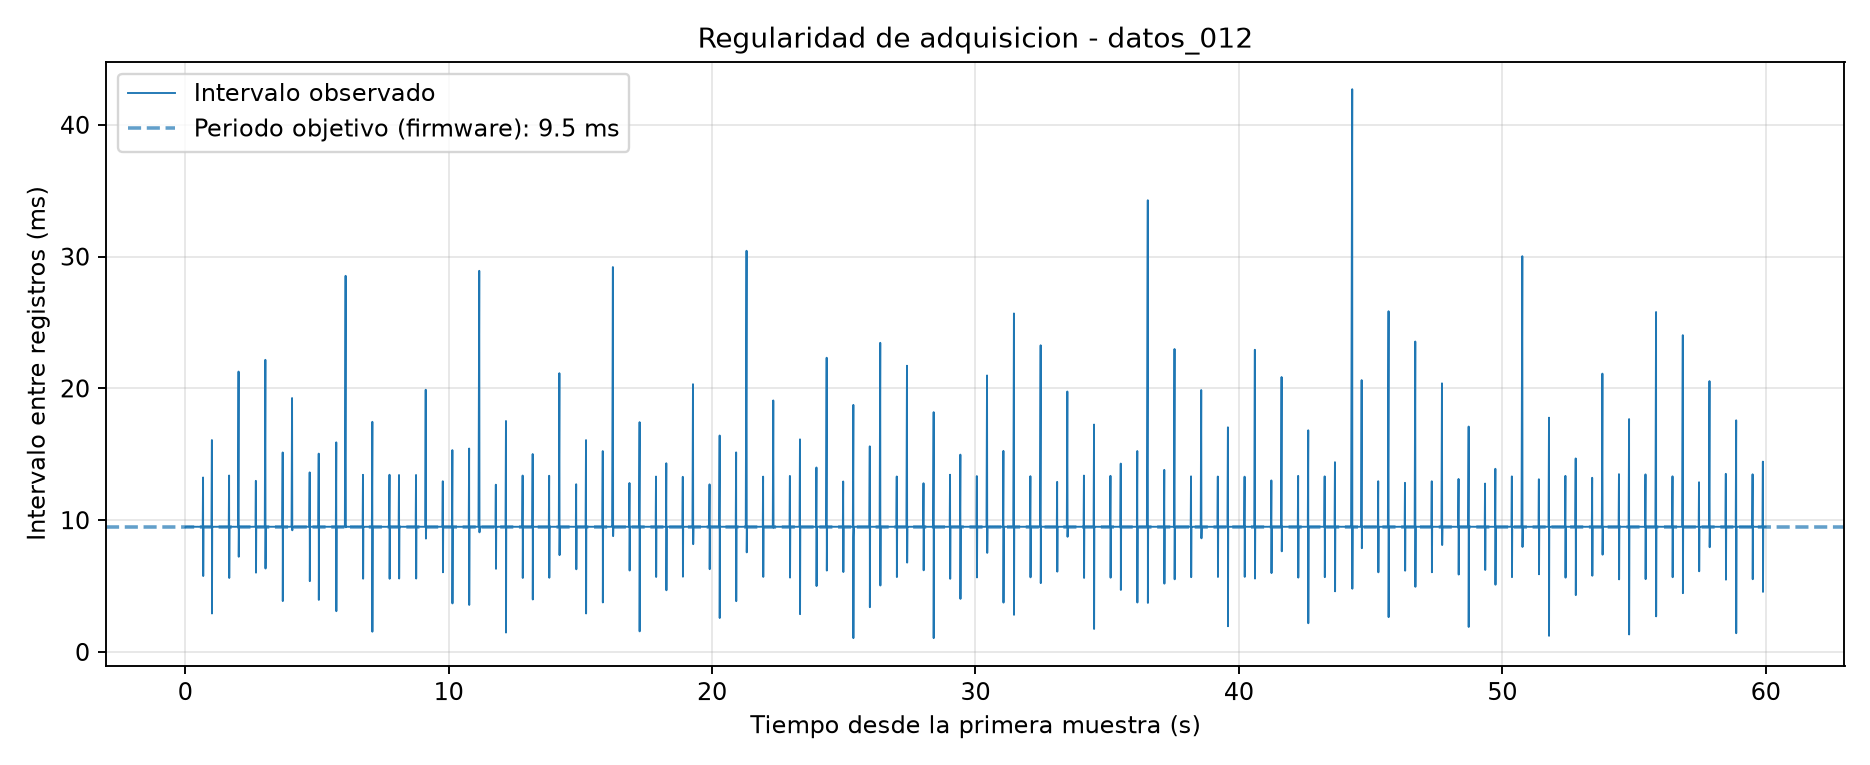 Regularidad de adquisicion - datos_012
Intervalo observado
Periodo objetivo (firmware): 9.5 ms
Intervalo entre registros (ms)
40
30
20
10
0
0 10 20 30 40 50 60
Tiempo desde la primera muestra (s)